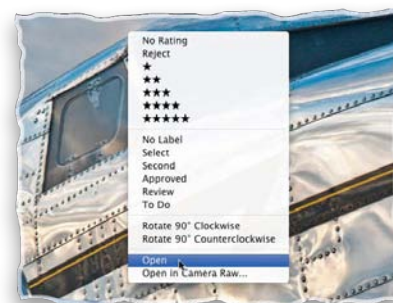 No Rating
Reject
★
★★
★★★
★★★★
★★★★★
No Label
Select
Second
Approved
Review
To Do
Rotate 90° Clockwise
Rotate 90° Counterclockwise
Open
Open in Camera Raw...